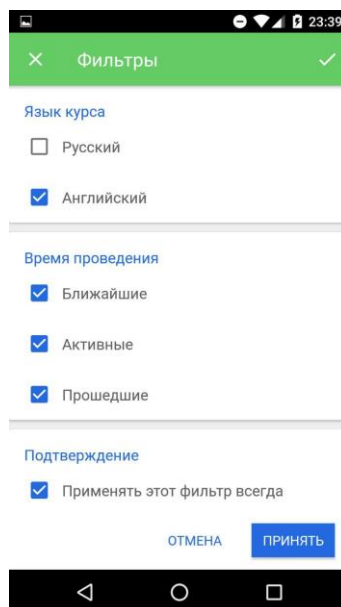 23:39
Фильтры
Язык курса
Русский
Английский
Время проведения
Ближайшие
Активные
Прошедшие
Подтверждение
Применять этот фильтр всегда
ОТМЕНА ПРИНЯТЬ